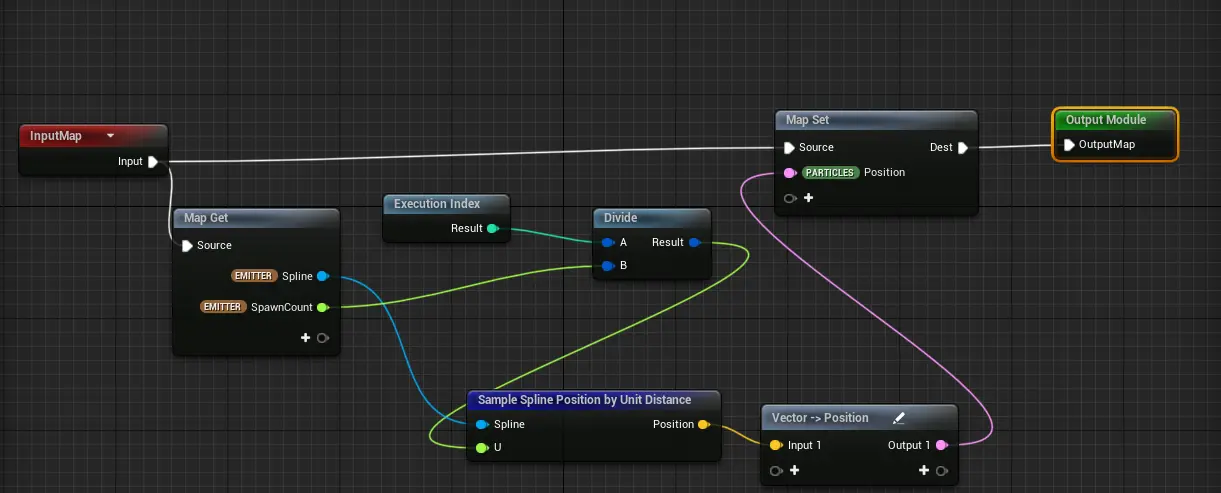 InputMap
Input
Map Get
Source
EMITTER Spline
EMITTER SpawnCount
Execution Index
Result
Divide
A Result
B
Map Set
Source Dest
PARTICLES Position
Output Module
OutputMap
Sample Spline Position by Unit Distance
Spline Position
U
Vector -> Position
Input 1 Output 1